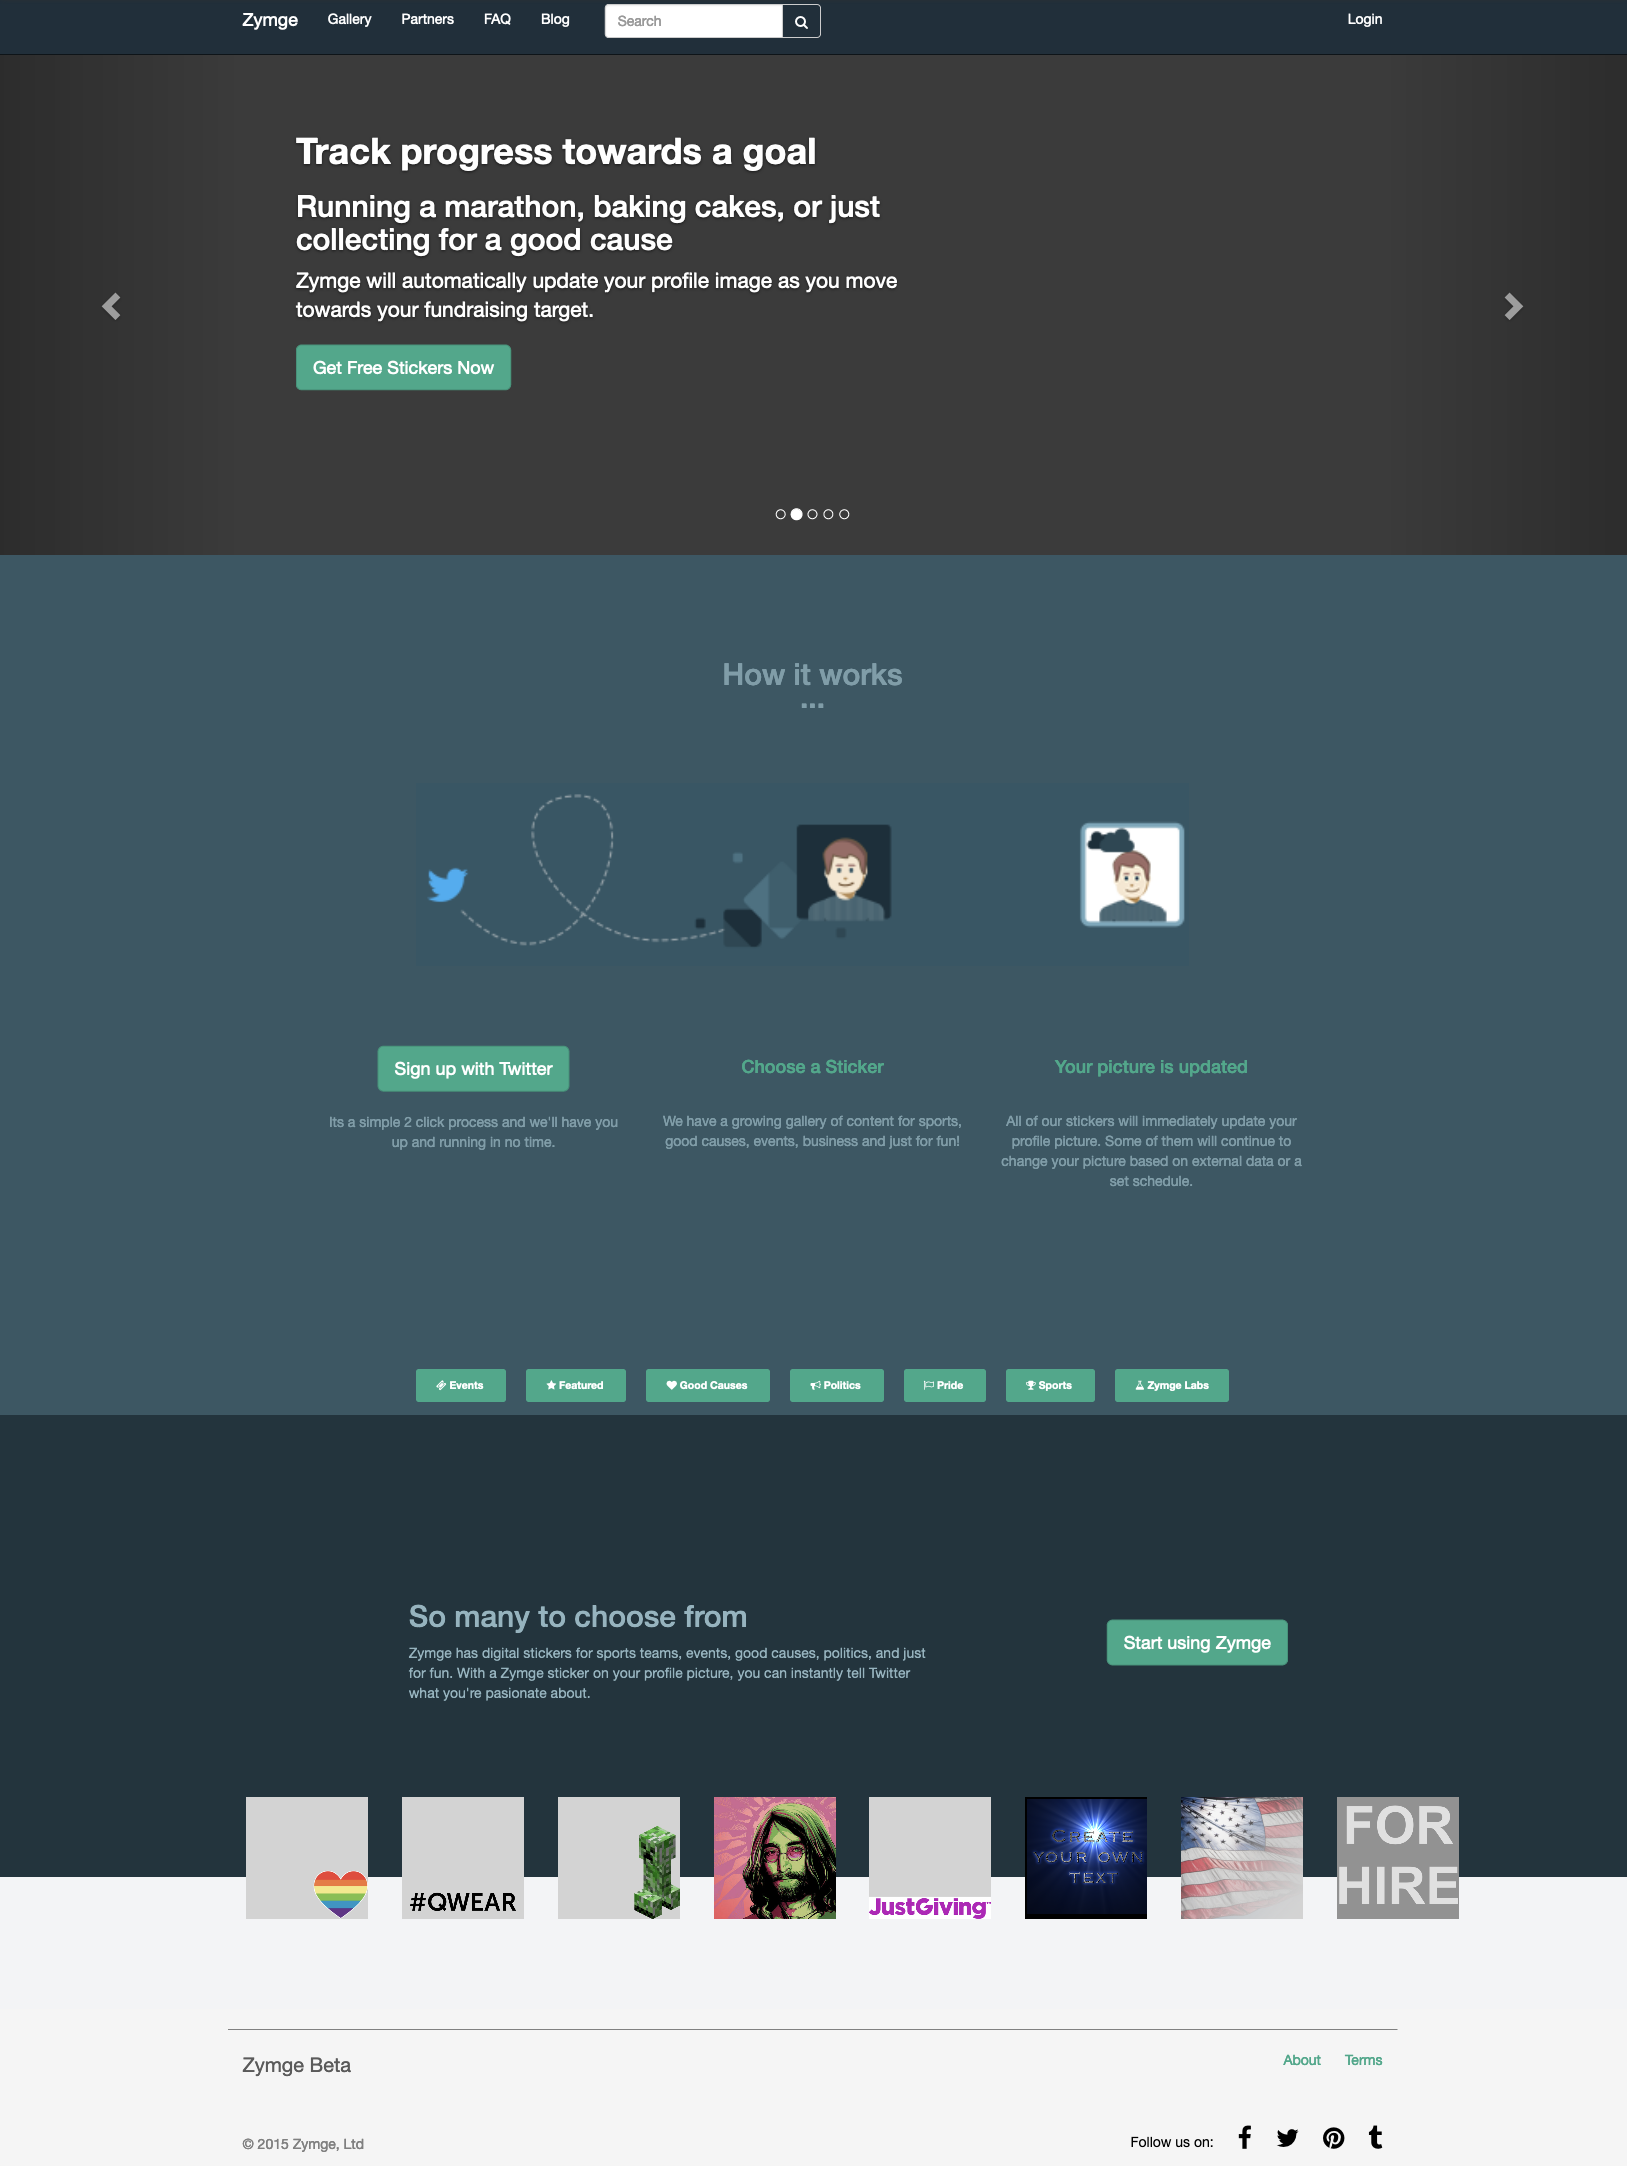 Zymge Gallery Partners FAQ Blog Search Login
Track progress towards a goal
Running a marathon, baking cakes, or just
collecting for a good cause
Zymge will automatically update your profile image as you move
towards your fundraising target.
Get Free Stickers Now
How it works
Sign up with Twitter
Its a simple 2 click process and we'll have you
up and running in no time.
Choose a Sticker
We have a growing gallery of content for sports,
good causes, events, business and just for fun!
Your picture is updated
All of our stickers will immediately update your
profile picture. Some of them will continue to
change your picture based on external data or a
set schedule.
Events Featured Good Causes Politics Pride Sports Zymge Labs
So many to choose from
Zymge has digital stickers for sports teams, events, good causes, politics, and just
for fun. With a Zymge sticker on your profile picture, you can instantly tell Twitter
what you're pasionate about.
Start using Zymge
#QWEAR
JustGiving
CREATE
YOUR OWN
TEXT
FOR
HIRE
Zymge Beta
About Terms
© 2015 Zymge, Ltd
Follow us on: